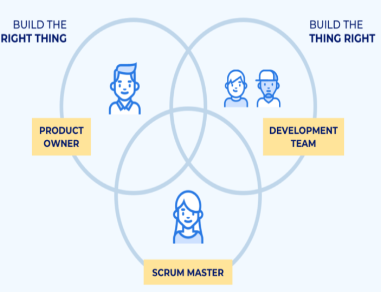 BUILD THE
RIGHT THING
BUILD THE
THING RIGHT
PRODUCT
OWNER
DEVELOPMENT
TEAM
SCRUM MASTER